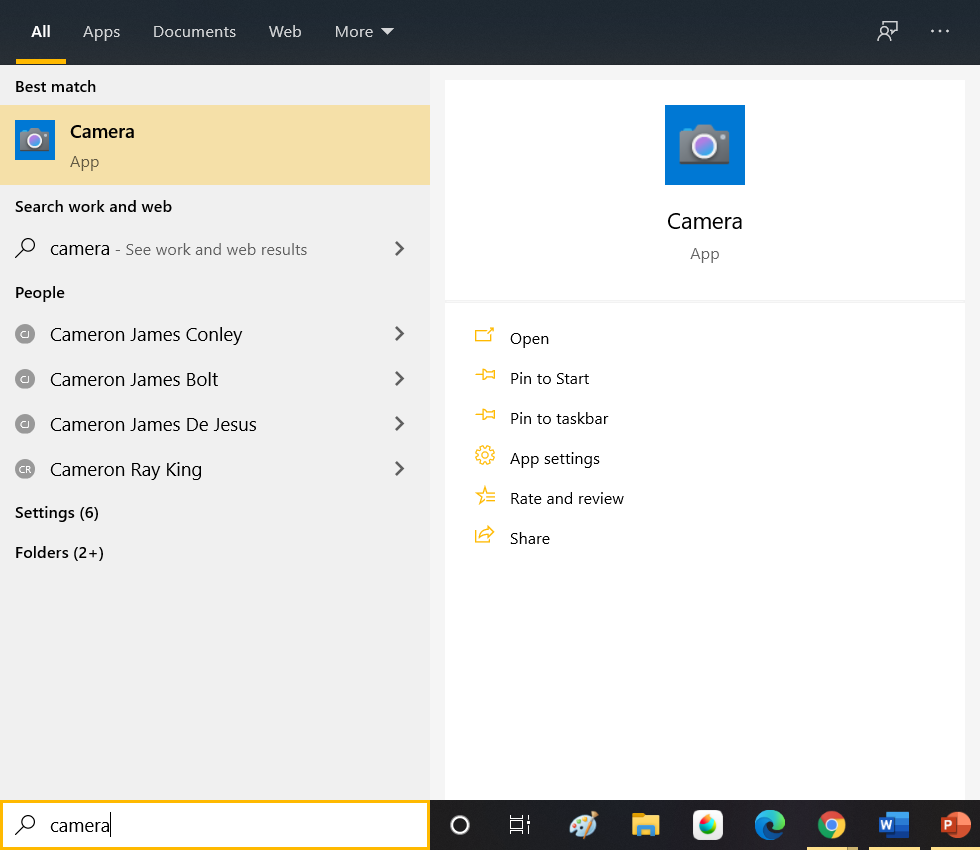 All Apps Documents Web More
Best match
Camera
App
Search work and web
camera - See work and web results
People
CJ Cameron James Conley
CJ Cameron James Bolt
CJ Cameron James De Jesus
CR Cameron Ray King
Settings (6)
Folders (2+)
Camera
App
Open
Pin to Start
Pin to taskbar
App settings
Rate and review
Share
camera
W
P